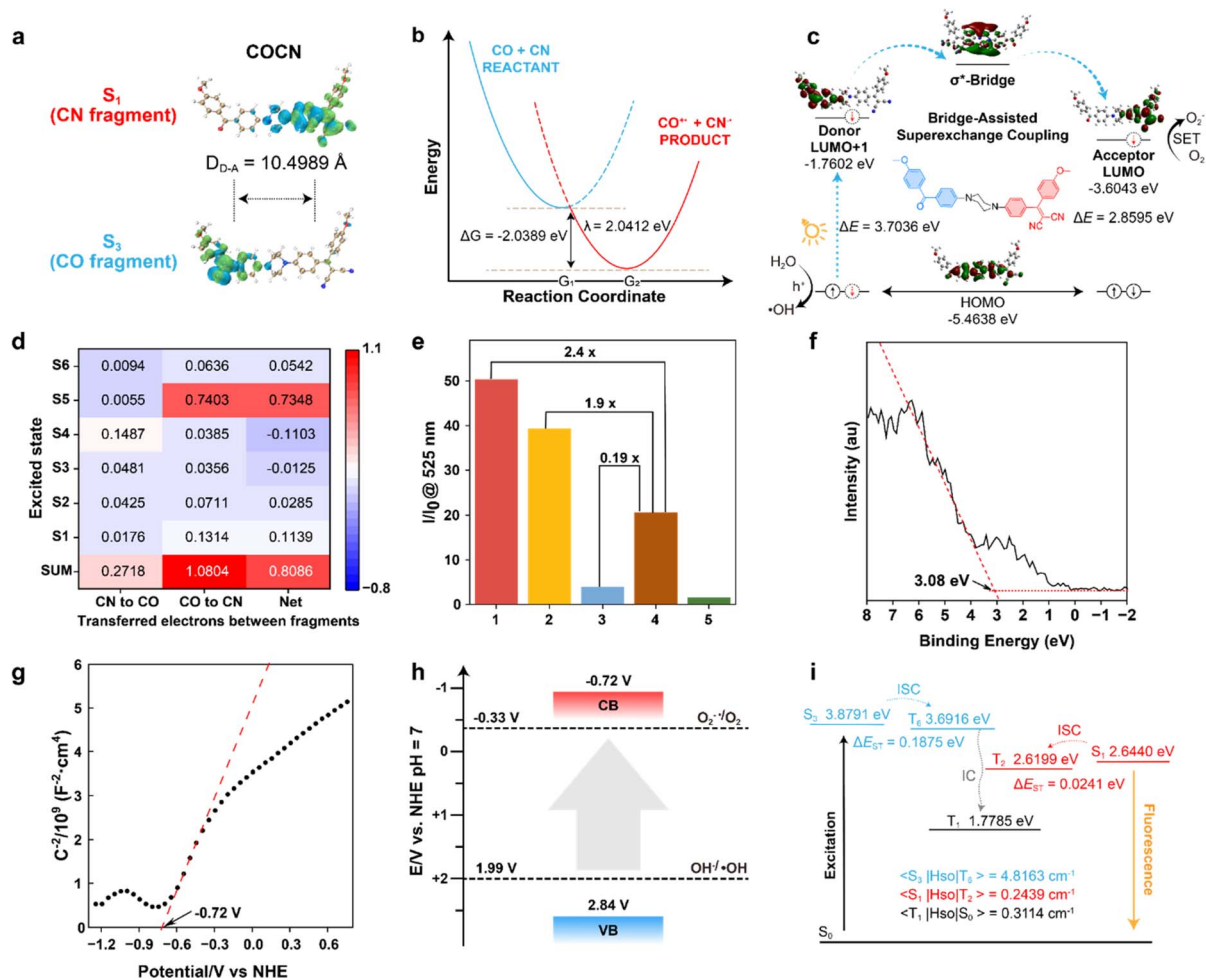 a
COCN
S₁
(CN fragment)
D_D-A = 10.4989 Å
S₃
(CO fragment)
b
Energy
CO + CN
REACTANT
CO•⁺ + CN•⁻
PRODUCT
ΔG = -2.0389 eV
λ = 2.0412 eV
G₁
G₂
Reaction Coordinate
c
σ*-Bridge
Bridge-Assisted
Superexchange Coupling
Donor
LUMO+1
-1.7602 eV
Acceptor
LUMO
-3.6043 eV
O₂⁻
SET
O₂
O
O
N
N
O
NC
CN
ΔE = 3.7036 eV
ΔE = 2.8595 eV
H₂O
h⁺
•OH
HOMO
-5.4638 eV
d
Excited state
S6 0.0094 0.0636 0.0542
S5 0.0055 0.7403 0.7348
S4 0.1487 0.0385 -0.1103
S3 0.0481 0.0356 -0.0125
S2 0.0425 0.0711 0.0285
S1 0.0176 0.1314 0.1139
SUM 0.2718 1.0804 0.8086
CN to CO CO to CN Net
Transferred electrons between fragments
1.1
−0.8
e
I/I₀@ 525 nm
50
40
30
20
10
0
2.4 x
1.9 x
0.19 x
1 2 3 4 5
f
Intensity (au)
3.08 eV
8 7 6 5 4 3 2 1 0 −1 −2
Binding Energy (eV)
g
C⁻²/10⁹ (F⁻²·cm⁴)
6
5
4
3
2
1
0
-0.72 V
−1.2 −0.9 −0.6 −0.3 0.0 0.3 0.6
Potential/V vs NHE
h
E/V vs. NHE pH = 7
-1
0
+1
+2
-0.72 V
CB
-0.33 V
O₂•⁻/O₂
1.99 V
OH⁻/•OH
2.84 V
VB
i
Excitation
ISC
S₃ 3.8791 eV
T₆ 3.6916 eV
ΔE_ST = 0.1875 eV
ISC
T₂ 2.6199 eV
S₁ 2.6440 eV
ΔE_ST = 0.0241 eV
IC
T₁ 1.7785 eV
Fluorescence
<S₃ |Hso|T₆ > = 4.8163 cm⁻¹
<S₁ |Hso|T₂ > = 0.2439 cm⁻¹
<T₁ |Hso|S₀ > = 0.3114 cm⁻¹
S₀